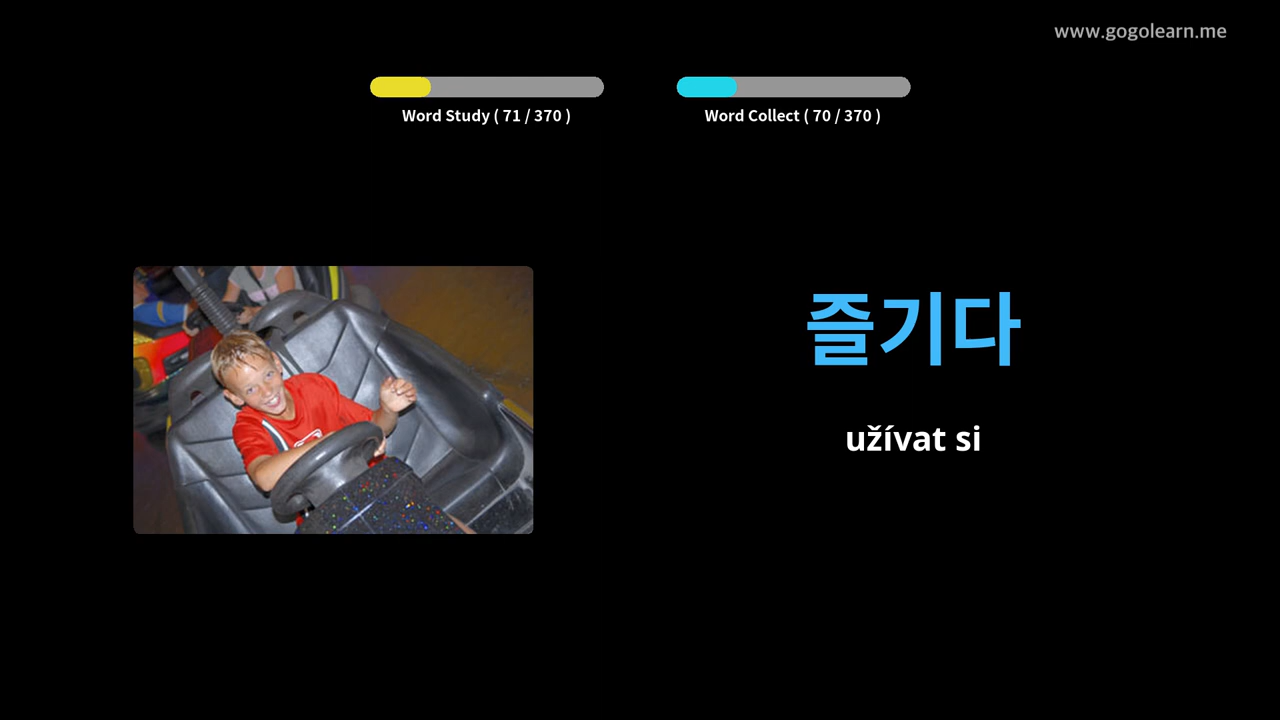 www.gogolearn.me
Word Study ( 71 / 370 )
Word Collect ( 70 / 370 )
즐기다
užívat si